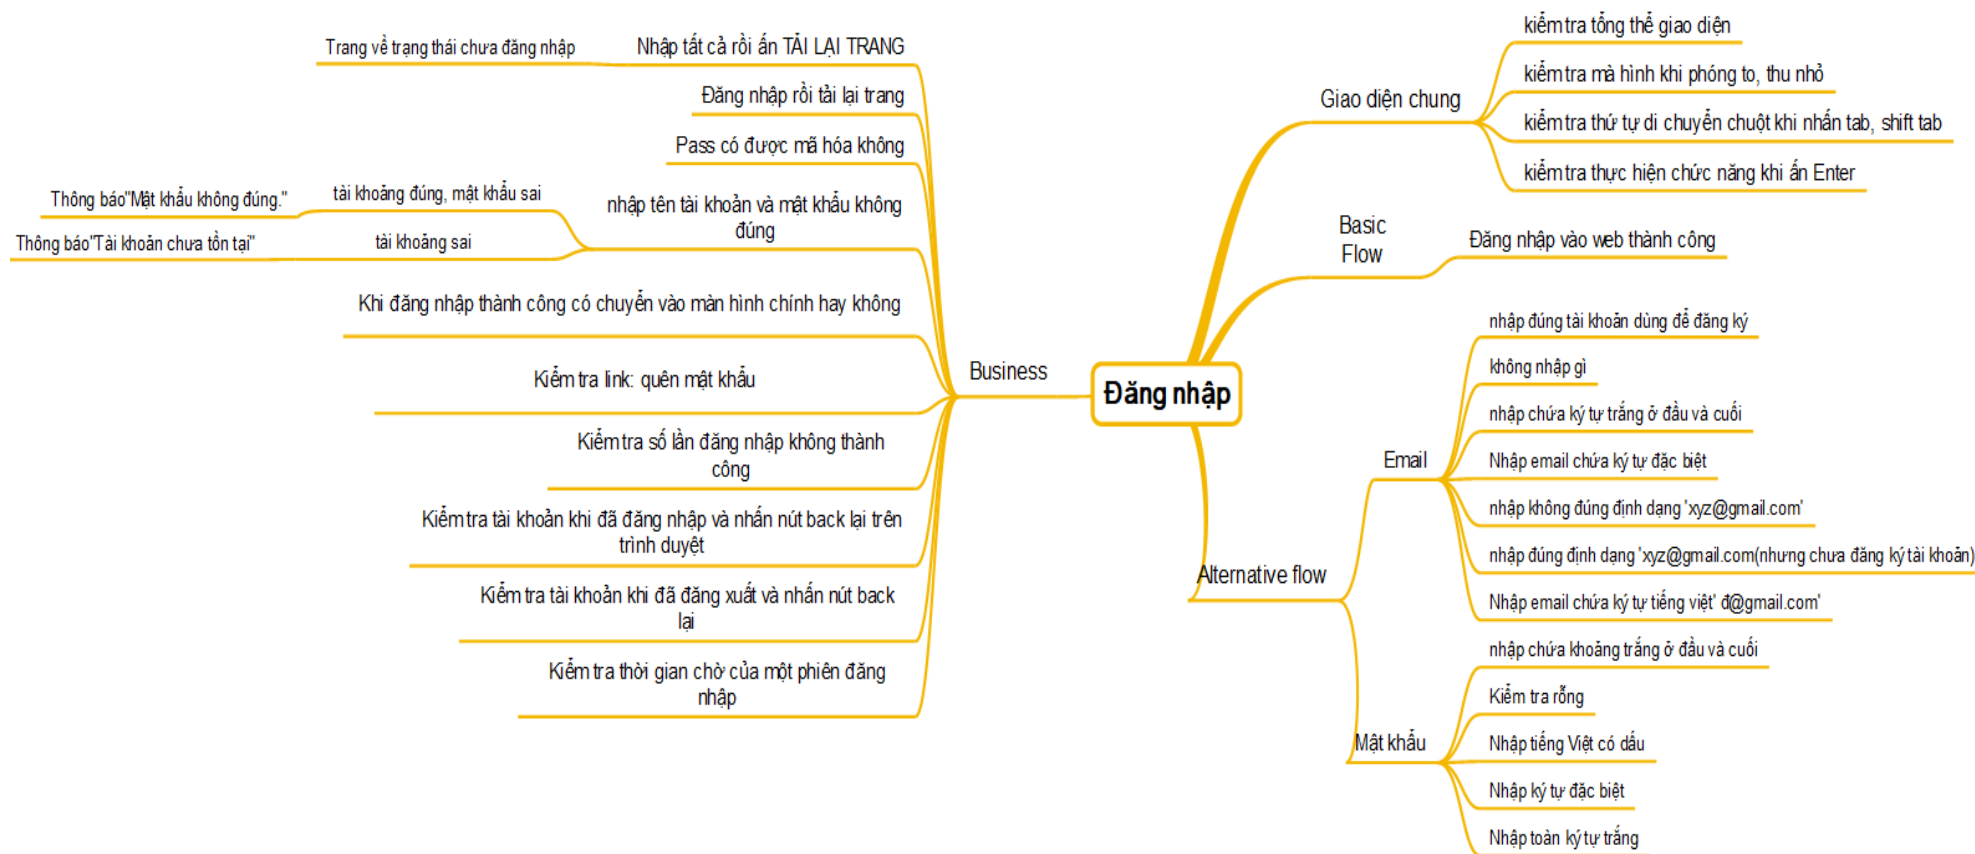 Trang về trạng thái chưa đăng nhập
Nhập tất cả rồi ấn TẢI LẠI TRANG
Đăng nhập rồi tải lại trang
Pass có được mã hóa không
Thông báo"Mật khẩu không đúng."
tài khoảng đúng, mật khẩu sai
nhập tên tài khoản và mật khẩu không
đúng
Thông báo"Tài khoản chưa tồn tại"
tài khoảng sai
Khi đăng nhập thành công có chuyển vào màn hình chính hay không
Kiểm tra link: quên mật khẩu
Kiểm tra số lần đăng nhập không thành
công
Kiểm tra tài khoản khi đã đăng nhập và nhấn nút back lại trên
trình duyệt
Kiểm tra tài khoản khi đã đăng xuất và nhấn nút back
lại
Kiểm tra thời gian chờ của một phiên đăng
nhập
Business
Đăng nhập
Giao diện chung
kiểm tra tổng thể giao diện
kiểm tra mà hình khi phóng to, thu nhỏ
kiểm tra thứ tự di chuyển chuột khi nhấn tab, shift tab
kiểm tra thực hiện chức năng khi ấn Enter
Basic
Flow
Đăng nhập vào web thành công
Alternative flow
Email
nhập đúng tài khoản dùng để đăng ký
không nhập gì
nhập chứa ký tự trắng ở đầu và cuối
Nhập email chứa ký tự đặc biệt
nhập không đúng định dạng 'xyz@gmail.com'
nhập đúng định dạng 'xyz@gmail.com(nhưng chưa đăng ký tài khoản)
Nhập email chứa ký tự tiếng việt' đ@gmail.com'
Mật khẩu
nhập chứa khoảng trắng ở đầu và cuối
Kiểm tra rỗng
Nhập tiếng Việt có dấu
Nhập ký tự đặc biệt
Nhập toàn ký tự trắng